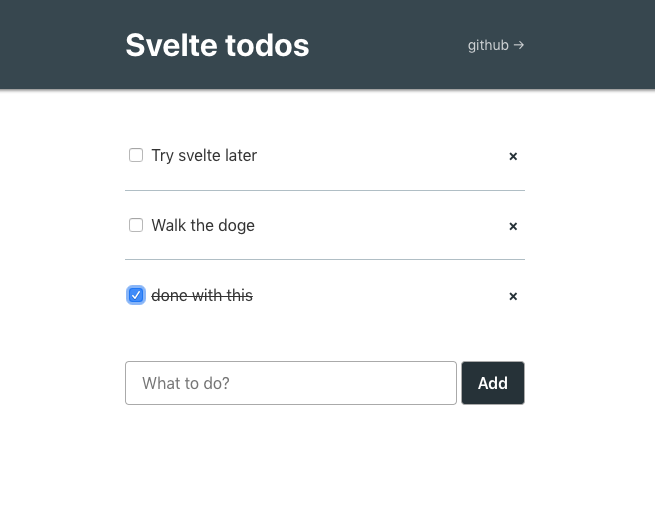 Svelte todos
github →
Try svelte later ×
Walk the doge ×
done with this ×
What to do?
Add